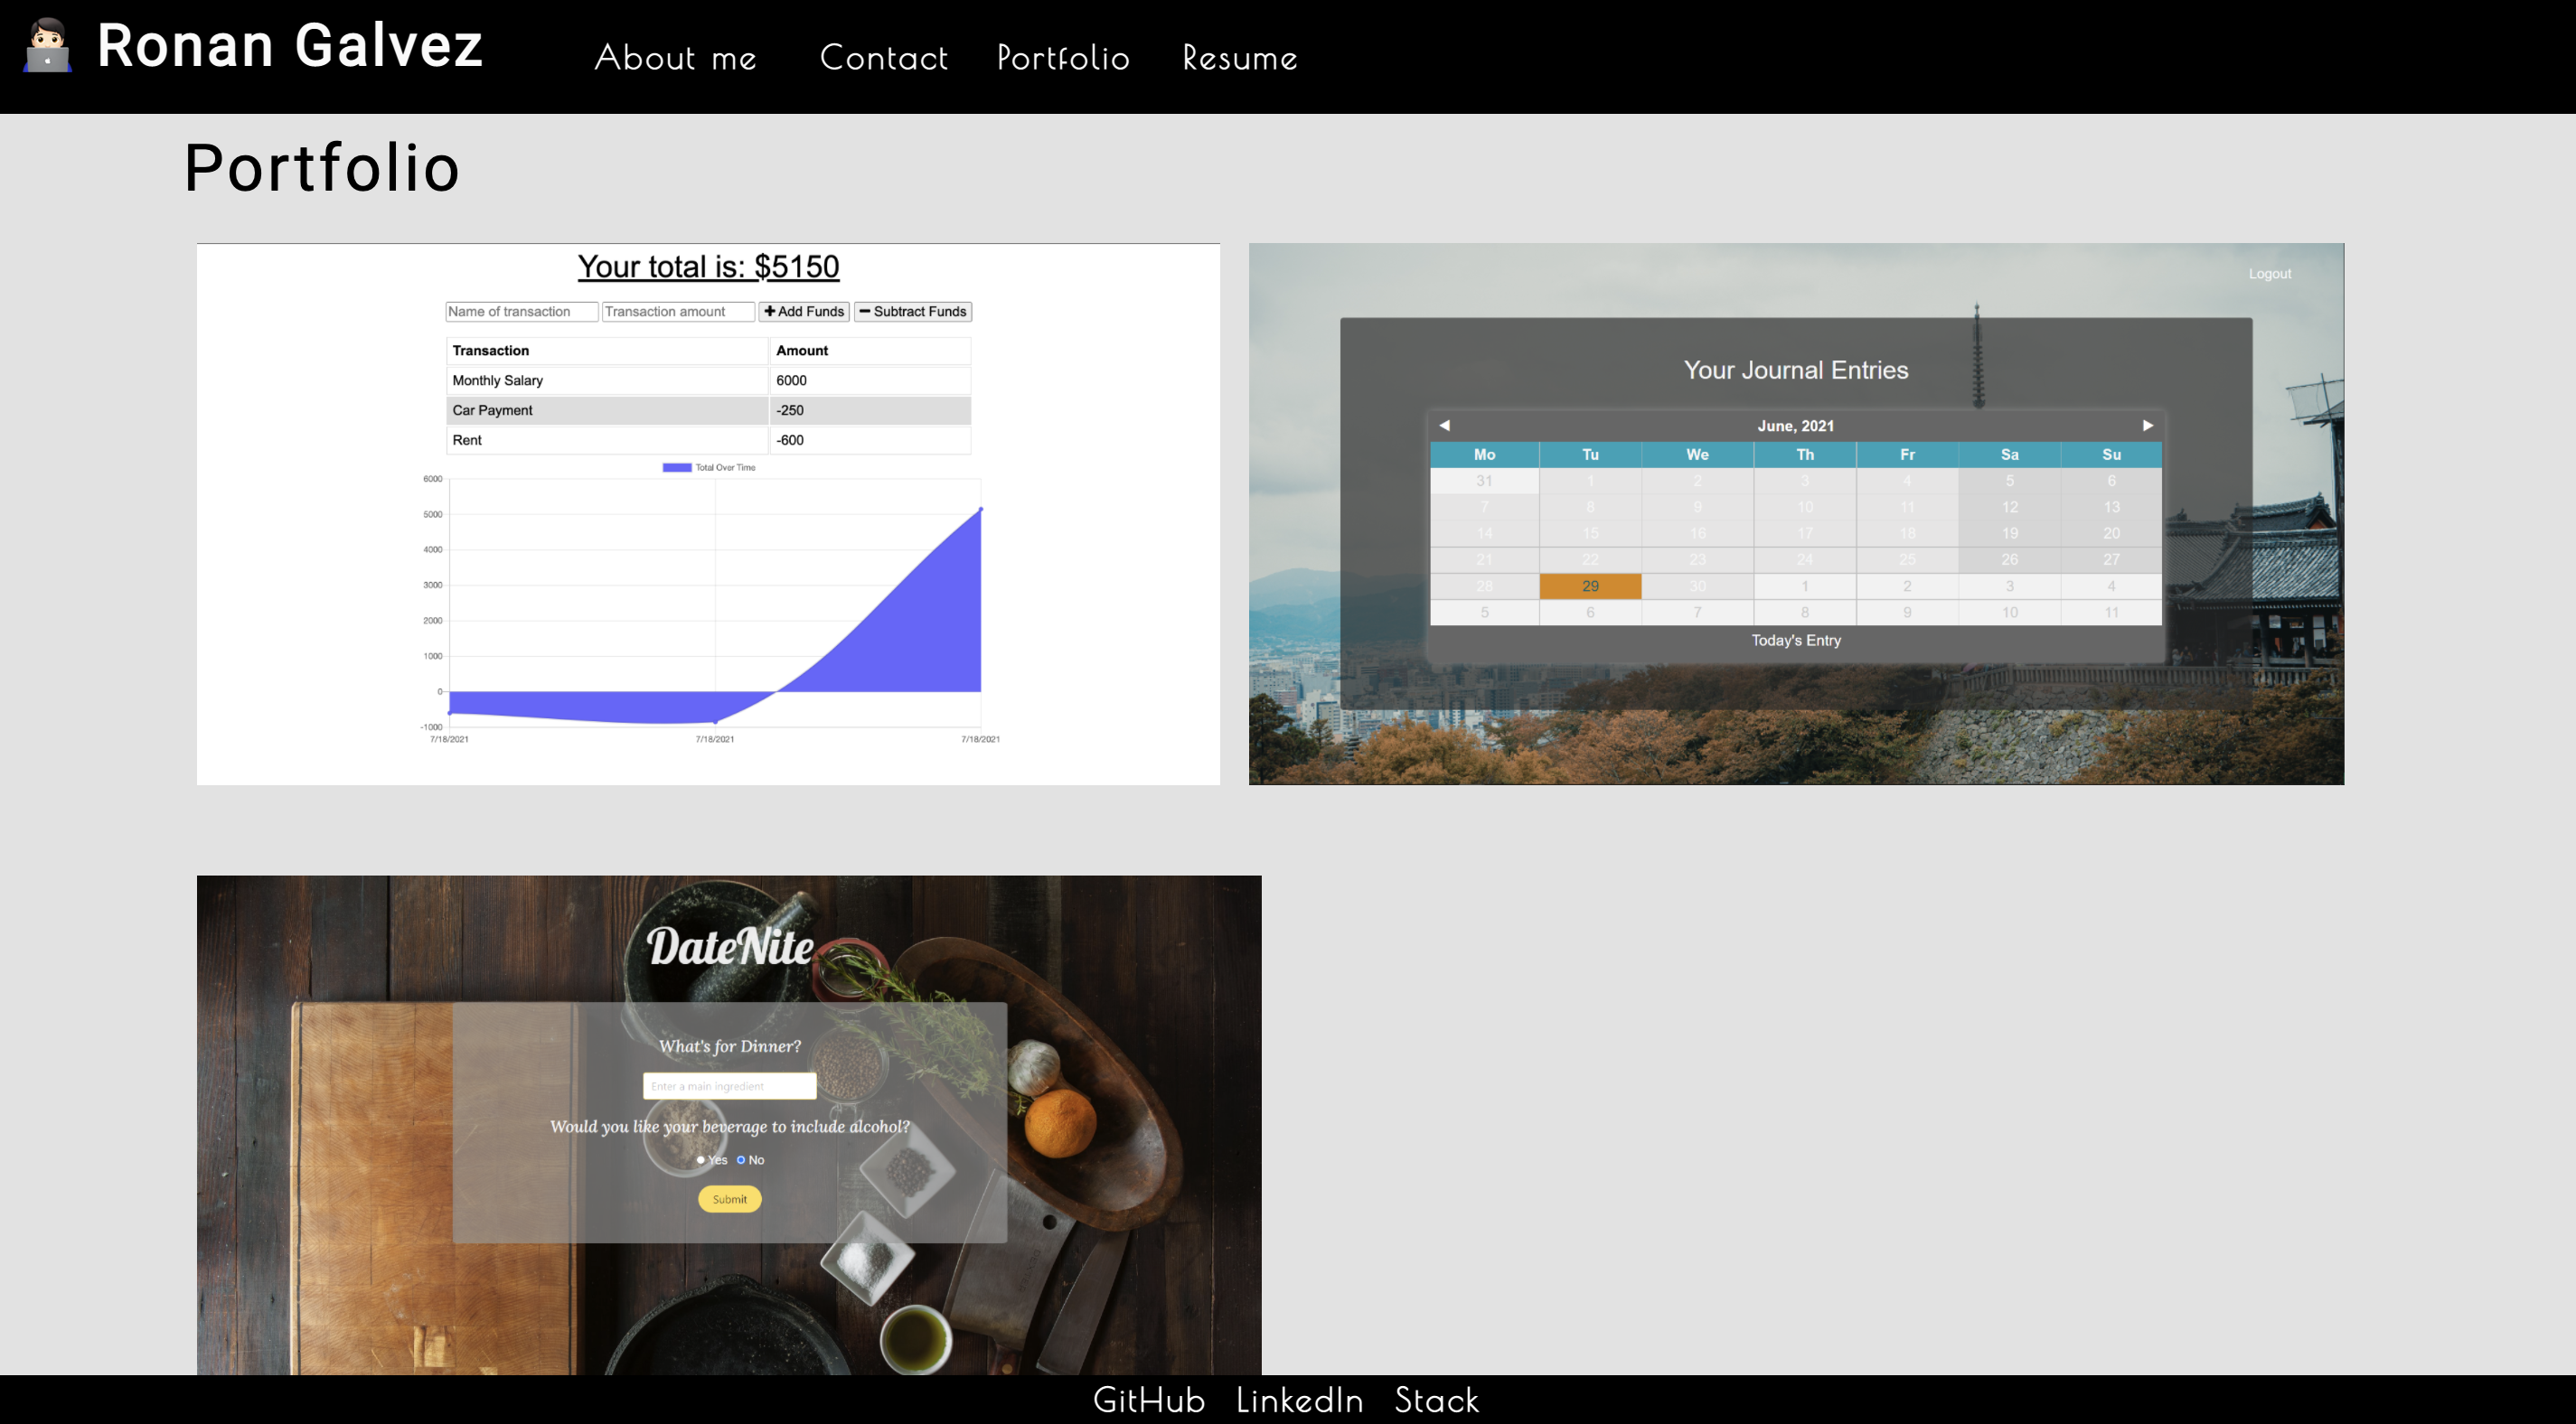 Ronan Galvez About me Contact Portfolio Resume
Portfolio
Your total is: $5150
Name of transaction Transaction amount Add Funds Subtract Funds
Transaction Amount
Monthly Salary 6000
Car Payment -250
Rent -600
Total Over Time
6000
5000
4000
3000
2000
1000
0
-1000
7/18/2021 7/18/2021 7/18/2021
Logout
Your Journal Entries
June, 2021
Mo Tu We Th Fr Sa Su
31 1 2 3 4 5 6
7 8 9 10 11 12 13
14 15 16 17 18 19 20
21 22 23 24 25 26 27
28 29 30 1 2 3 4
5 6 7 8 9 10 11
Today's Entry
DateNite
What's for Dinner?
Enter a main ingredient
Would you like your beverage to include alcohol?
Yes No
Submit
GitHub LinkedIn Stack